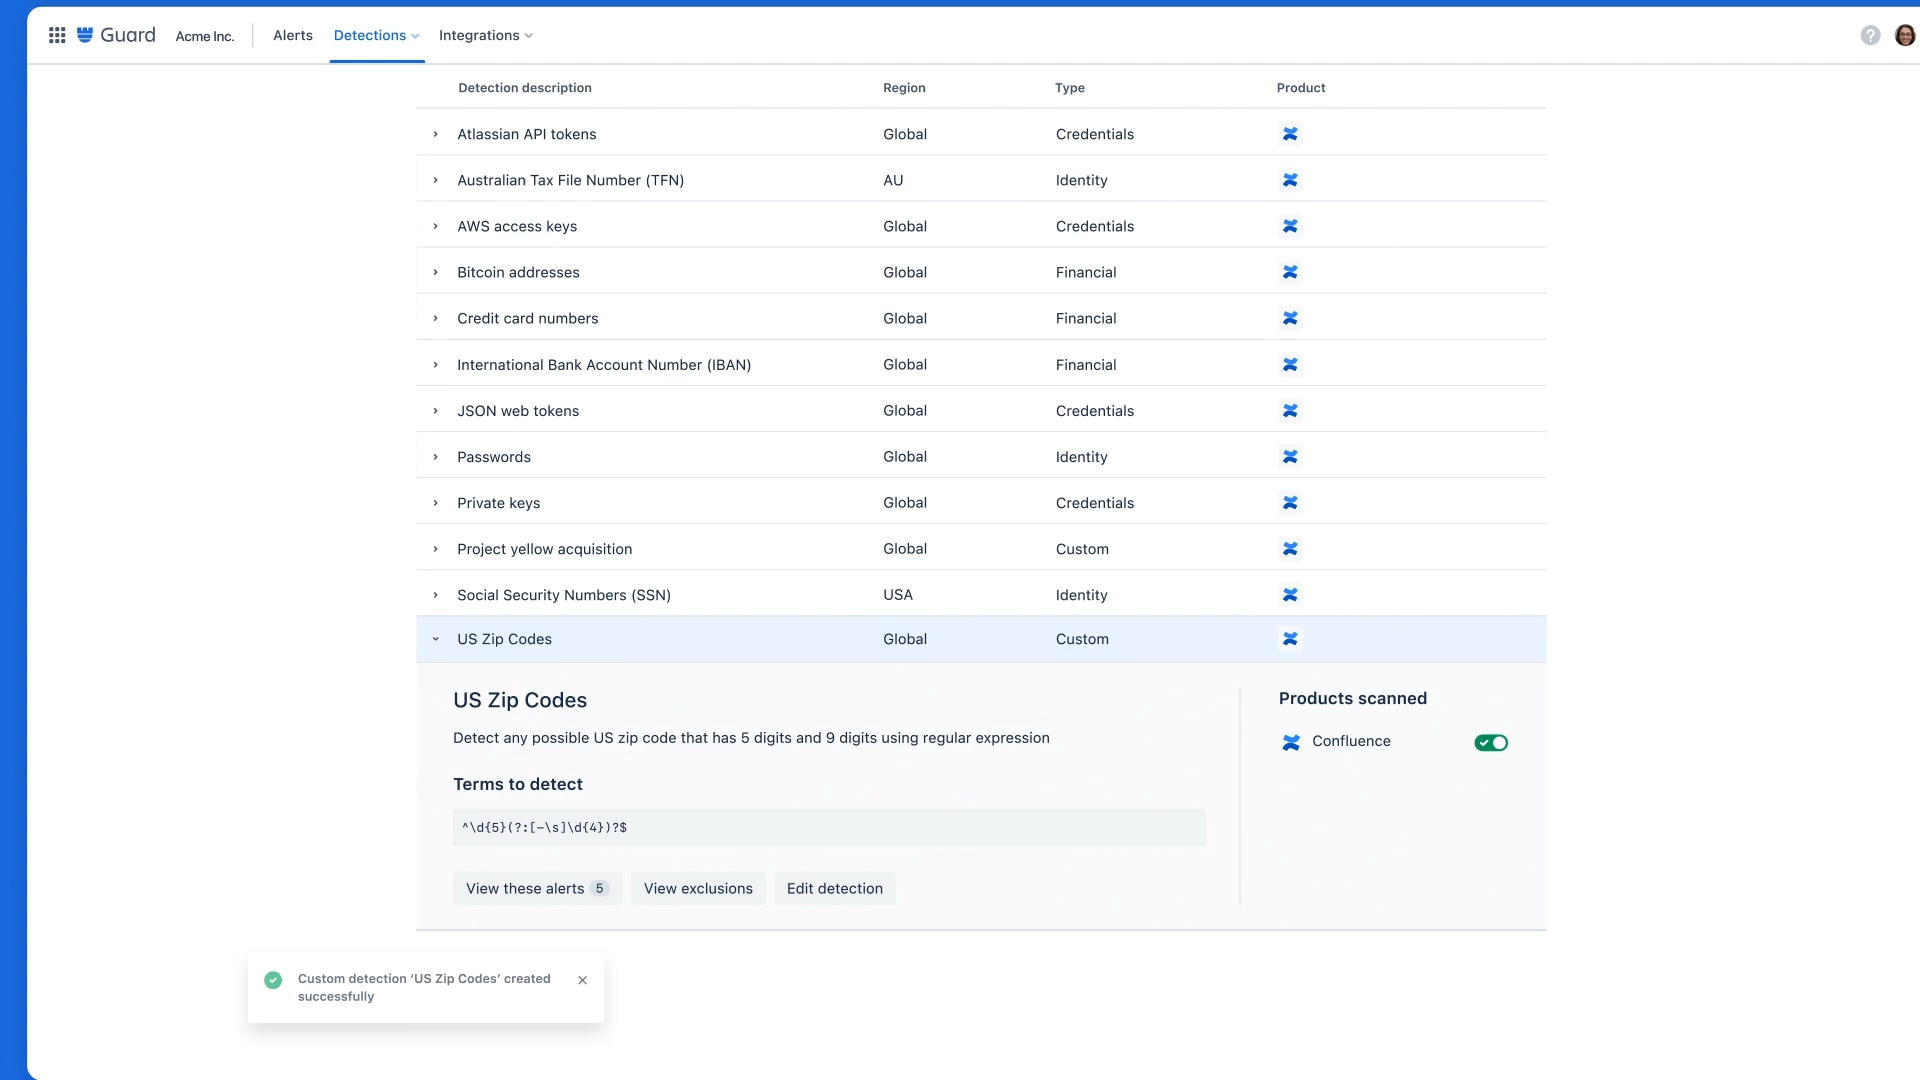 Guard Acme Inc. Alerts Detections Integrations
Detection description Region Type Product
Atlassian API tokens Global Credentials
Australian Tax File Number (TFN) AU Identity
AWS access keys Global Credentials
Bitcoin addresses Global Financial
Credit card numbers Global Financial
International Bank Account Number (IBAN) Global Financial
JSON web tokens Global Credentials
Passwords Global Identity
Private keys Global Credentials
Project yellow acquisition Global Custom
Social Security Numbers (SSN) USA Identity
US Zip Codes Global Custom
US Zip Codes
Detect any possible US zip code that has 5 digits and 9 digits using regular expression
Terms to detect
^\d{5}(?:[-\s]\d{4})?$
View these alerts 5 View exclusions Edit detection
Products scanned
Confluence
Custom detection ‘US Zip Codes’ created
successfully